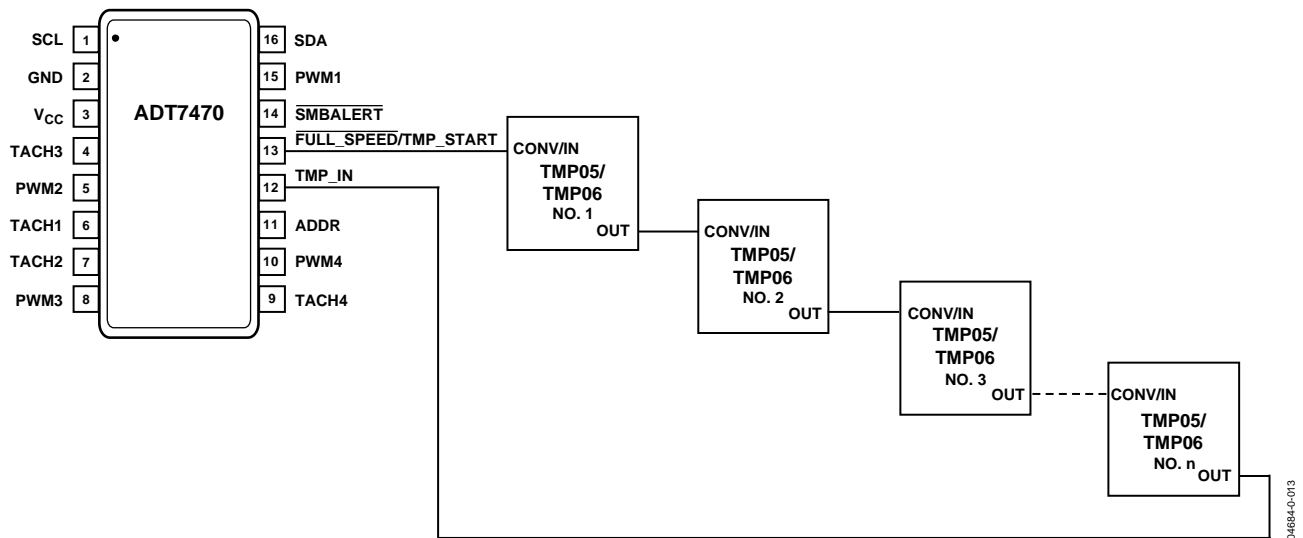 SCL 1
GND 2
VCC 3
TACH3 4
PWM2 5
TACH1 6
TACH2 7
PWM3 8
ADT7470
16 SDA
15 PWM1
14 SMBALERT
13 FULL_SPEED/TMP_START
12 TMP_IN
11 ADDR
10 PWM4
9 TACH4
CONV/IN
TMP05/
TMP06
NO. 1
OUT
CONV/IN
TMP05/
TMP06
NO. 2
OUT
CONV/IN
TMP05/
TMP06
NO. 3
OUT
CONV/IN
TMP05/
TMP06
NO. n
OUT
04684-0-013